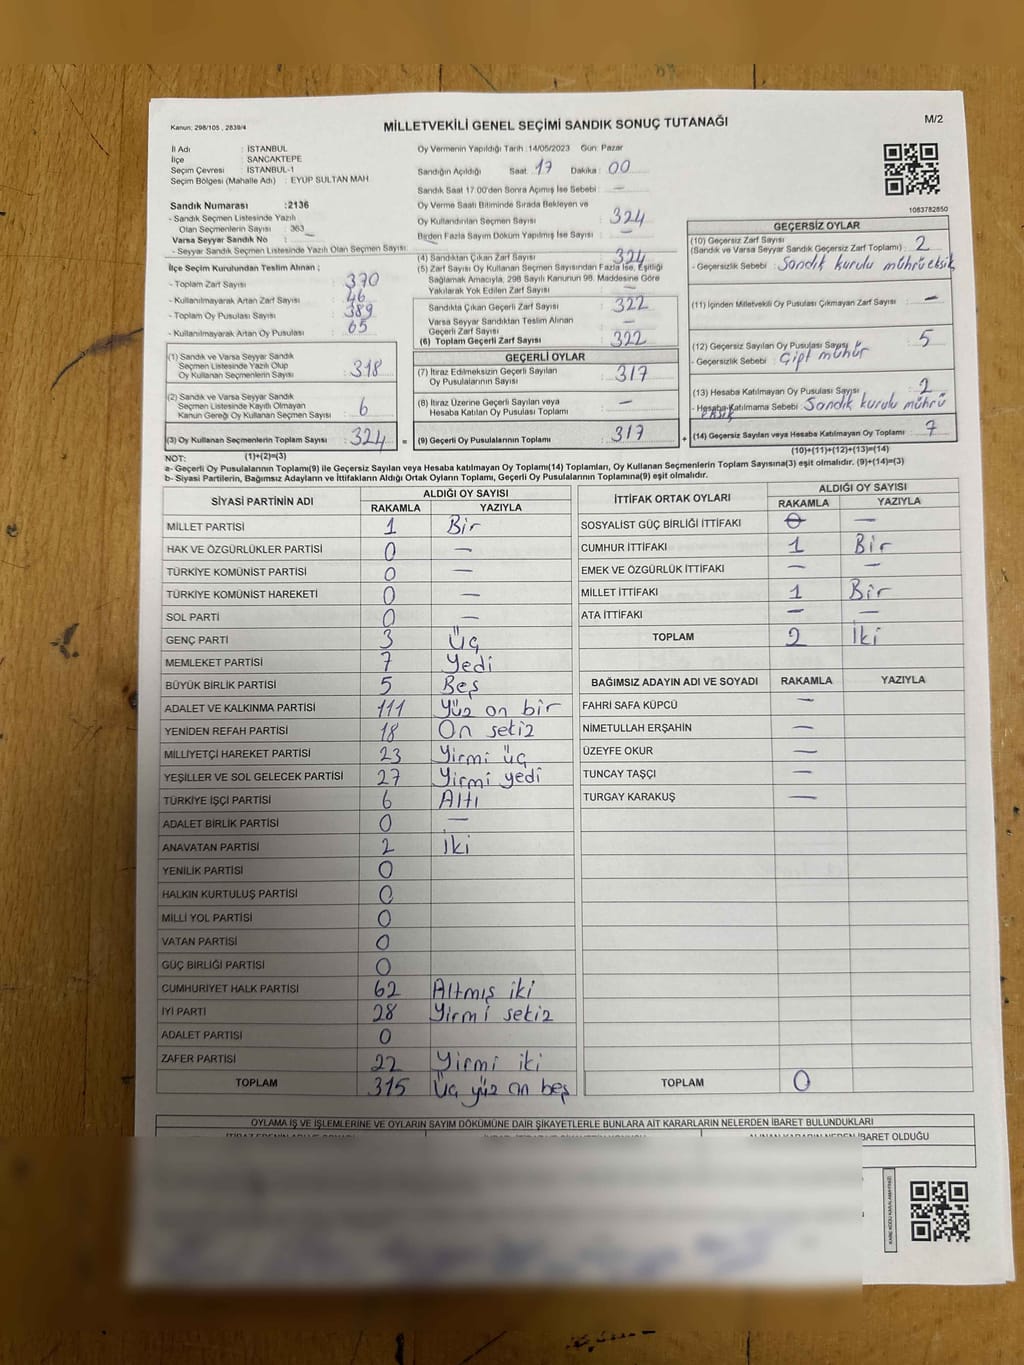 Kanun: 298/105 , 2839/4
MİLLETVEKİLİ GENEL SEÇİMİ SANDIK SONUÇ TUTANAĞI
M/2
İl Adı : İSTANBUL
İlçe : SANCAKTEPE
Seçim Çevresi : İSTANBUL-1
Seçim Bölgesi (Mahalle Adı) : EYÜP SULTAN MAH
Sandık Numarası : 2136
- Sandık Seçmen Listesinde Yazılı
Olan Seçmenlerin Sayısı : 363
Varsa Seyyar Sandık No : —
- Seyyar Sandık Seçmen Listesinde Yazılı Olan Seçmen Sayısı:
Oy Vermenin Yapıldığı Tarih : 14/05/2023 Gün: Pazar
Sandığın Açıldığı Saat : 17 Dakika : 00
Sandık Saat 17:00'den Sonra Açımış İse Sebebi : —
Oy Verme Saati Bitiminde Sırada Bekleyen ve
Oy Kullandırılan Seçmen Sayısı : 324
Birden Fazla Sayım Döküm Yapılmış İse Sayısı : —
1083782850
İlçe Seçim Kurulundan Teslim Alınan ;
- Toplam Zarf Sayısı : 370
- Kullanılmayarak Artan Zarf Sayısı : 46
- Toplam Oy Pusulası Sayısı : 389
- Kullanılmayarak Artan Oy Pusulası : 65
(1) Sandık ve Varsa Seyyar Sandık
Seçmen Listesinde Yazılı Olup
Oy Kullanan Seçmenlerin Sayısı : 318
(2) Sandık ve Varsa Seyyar Sandık
Seçmen Listesinde Kayıtlı Olmayan
Kanun Gereği Oy Kullanan Seçmen Sayısı : 6
(3) Oy Kullanan Seçmenlerin Toplam Sayısı : 324 =
(4) Sandıktan Çıkan Zarf Sayısı : 324
(5) Zarf Sayısı Oy Kullanan Seçmen Sayısından Fazla İse, Eşitliği
Sağlamak Amacıyla, 298 Sayılı Kanunun 98. Maddesine Göre
Yakılarak Yok Edilen Zarf Sayısı : —
Sandıkta Çıkan Geçerli Zarf Sayısı : 322
Varsa Seyyar Sandıktan Teslim Alınan
Geçerli Zarf Sayısı : —
(6) Toplam Geçerli Zarf Sayısı : 322
GEÇERLİ OYLAR
(7) İtiraz Edilmeksizin Geçerli Sayılan
Oy Pusulalarının Sayısı : 317
(8) İtiraz Üzerine Geçerli Sayılan veya
Hesaba Katılan Oy Pusulası Toplamı : —
(9) Geçerli Oy Pusulalarının Toplamı : 317 +
GEÇERSİZ OYLAR
(10) Geçersiz Zarf Sayısı
(Sandık ve Varsa Seyyar Sandık Geçersiz Zarf Toplamı) : 2
- Geçersizlik Sebebi : Sandık kurulu mührü eksik
(11) İçinden Milletvekili Oy Pusulası Çıkmayan Zarf Sayısı : —
(12) Geçersiz Sayılan Oy Pusulası Sayısı : 5
- Geçersizlik Sebebi : Çift mühür
(13) Hesaba Katılmayan Oy Pusulası Sayısı : 2
- Hesaba Katılmama Sebebi : Sandık kurulu mührü
eksik
(14) Geçersiz Sayılan veya Hesaba Katılmayan Oy Toplamı : 7
NOT: (1)+(2)=(3) (10)+(11)+(12)+(13)=(14)
a- Geçerli Oy Pusulalarının Toplamı(9) ile Geçersiz Sayılan veya Hesaba katılmayan Oy Toplamı(14) Toplamları, Oy Kullanan Seçmenlerin Toplam Sayısına(3) eşit olmalıdır. (9)+(14)=(3)
b- Siyasi Partilerin, Bağımsız Adayların ve İttifakların Aldığı Ortak Oyların Toplamı, Geçerli Oy Pusulalarının Toplamına(9) eşit olmalıdır.
SİYASİ PARTİNİN ADI ALDIĞI OY SAYISI
RAKAMLA YAZIYLA
MİLLET PARTİSİ 1 Bir
HAK VE ÖZGÜRLÜKLER PARTİSİ 0 —
TÜRKİYE KOMÜNİST PARTİSİ 0 —
TÜRKİYE KOMÜNİST HAREKETİ 0 —
SOL PARTİ 0 —
GENÇ PARTİ 3 Üç
MEMLEKET PARTİSİ 7 Yedi
BÜYÜK BİRLİK PARTİSİ 5 Beş
ADALET VE KALKINMA PARTİSİ 111 Yüz on bir
YENİDEN REFAH PARTİSİ 18 On sekiz
MİLLİYETÇİ HAREKET PARTİSİ 23 Yirmi üç
YEŞİLLER VE SOL GELECEK PARTİSİ 27 Yirmi yedi
TÜRKİYE İŞÇİ PARTİSİ 6 Altı
ADALET BİRLİK PARTİSİ 0 —
ANAVATAN PARTİSİ 2 İki
YENİLİK PARTİSİ 0
HALKIN KURTULUŞ PARTİSİ 0
MİLLİ YOL PARTİSİ 0
VATAN PARTİSİ 0
GÜÇ BİRLİĞİ PARTİSİ 0
CUMHURİYET HALK PARTİSİ 62 Altmış iki
İYİ PARTİ 28 Yirmi sekiz
ADALET PARTİSİ 0
ZAFER PARTİSİ 22 Yirmi iki
TOPLAM 315 Üç yüz on beş
İTTİFAK ORTAK OYLARI ALDIĞI OY SAYISI
RAKAMLA YAZIYLA
SOSYALİST GÜÇ BİRLİĞİ İTTİFAKI 0 —
CUMHUR İTTİFAKI 1 Bir
EMEK VE ÖZGÜRLÜK İTTİFAKI — —
MİLLET İTTİFAKI 1 Bir
ATA İTTİFAKI — —
TOPLAM 2 İki
BAĞIMSIZ ADAYIN ADI VE SOYADI RAKAMLA YAZIYLA
FAHRİ SAFA KÜPCÜ —
NİMETULLAH ERŞAHİN —
ÜZEYFE OKUR —
TUNCAY TAŞÇI —
TURGAY KARAKUŞ —
TOPLAM 0
OYLAMA İŞ VE İŞLEMLERİNE VE OYLARIN SAYIM DÖKÜMÜNE DAİR ŞİKAYETLERLE BUNLARA AİT KARARLARIN NELERDEN İBARET BULUNDUKLARI
ALINAN KARARIN NEDEN İBARET OLDUĞU